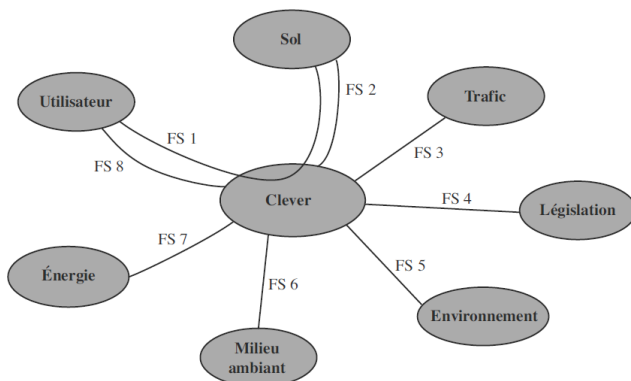 Sol
FS 2
Utilisateur
Trafic
FS 1
FS 3
FS 8
Clever
FS 4
Législation
FS 7
FS 5
Énergie
FS 6
Environnement
Milieu
ambiant